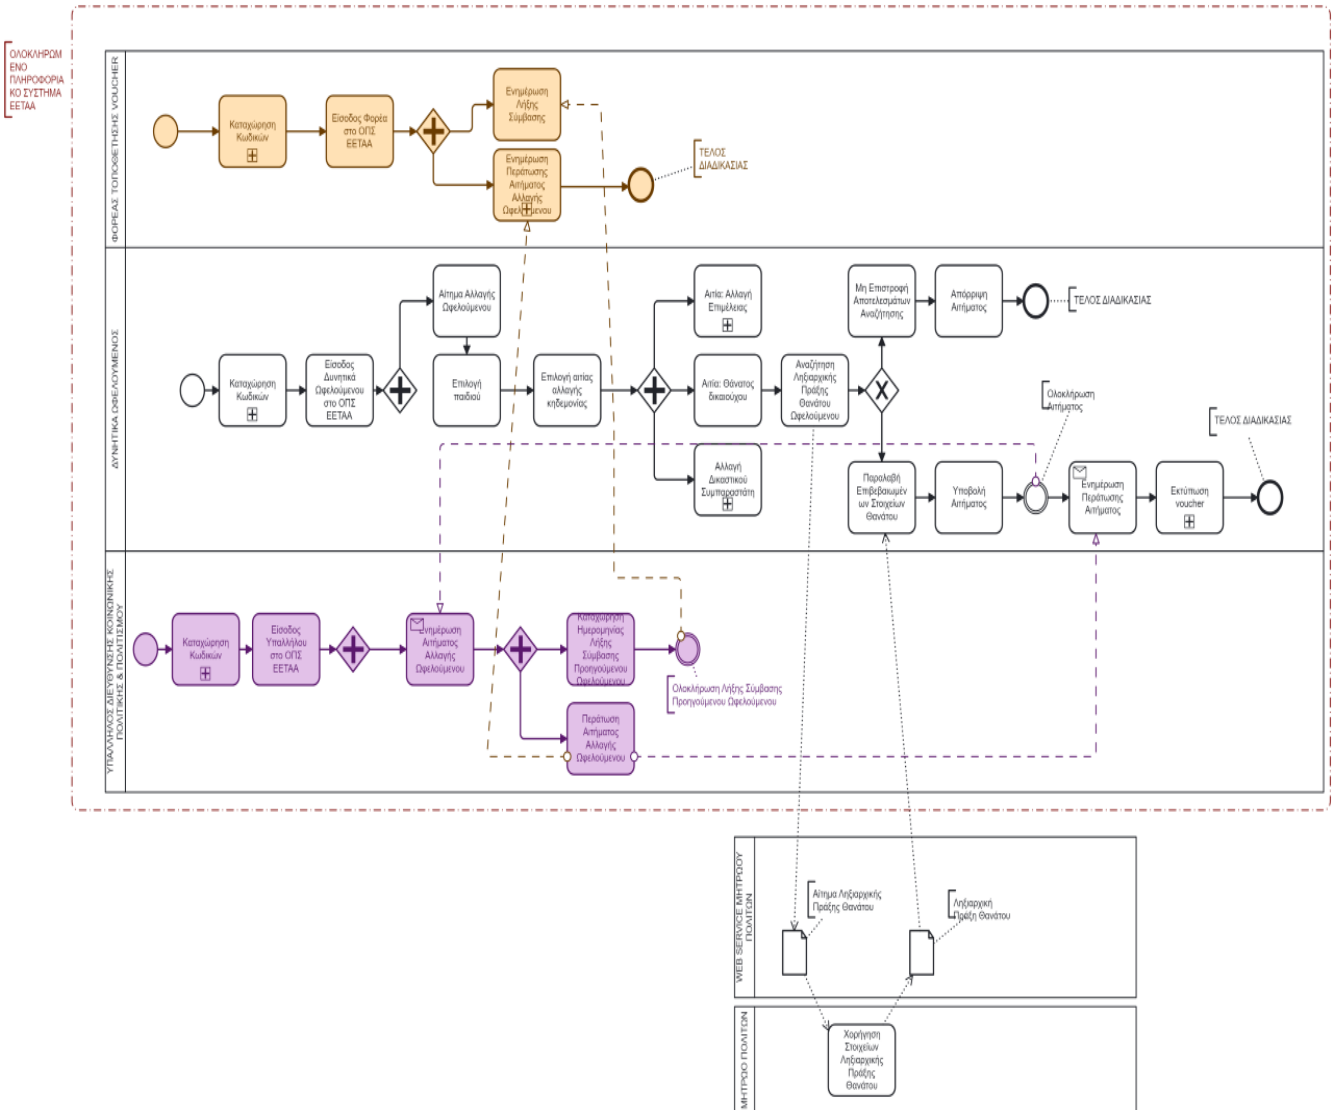 ΟΛΟΚΛΗΡΩΜ
ΕΝΟ
ΠΛΗΡΟΦΟΡΙΑ
ΚΟ ΣΥΣΤΗΜΑ
ΕΕΤΑΑ
ΦΟΡΕΑΣ ΤΟΠΟΘΕΤΗΣΗΣ VOUCHER
Καταχώρηση
Κωδικών
Είσοδος Φορέα
στο ΟΠΣ
ΕΕΤΑΑ
Ενημέρωση
Λήξης
Σύμβασης
Ενημέρωση
Περάτωσης
Αιτήματος
Αλλαγής
Ωφελούμενου
ΤΕΛΟΣ
ΔΙΑΔΙΚΑΣΙΑΣ
ΔΥΝΗΤΙΚΑ ΩΦΕΛΟΥΜΕΝΟΣ
Καταχώρηση
Κωδικών
Είσοδος
Δυνητικά
Ωφελούμενου
στο ΟΠΣ
ΕΕΤΑΑ
Αίτημα Αλλαγής
Ωφελούμενου
Επιλογή
παιδιού
Επιλογή αιτίας
αλλαγής
κηδεμονίας
Αιτία: Αλλαγή
Επιμέλειας
Αιτία: Θάνατος
δικαιούχου
Αλλαγή
Δικαστικού
Συμπαραστάτη
Αναζήτηση
Ληξιαρχικής
Πράξης
Θανάτου
Ωφελούμενου
Μη Επιστροφή
Αποτελεσμάτων
Αναζήτησης
Απόρριψη
Αιτήματος
ΤΕΛΟΣ ΔΙΑΔΙΚΑΣΙΑΣ
Παραλαβή
Επιβεβαιωμέν
ων Στοιχείων
Θανάτου
Υποβολή
Αιτήματος
Ολοκλήρωση
Αιτήματος
Ενημέρωση
Περάτωσης
Αιτήματος
Εκτύπωση
voucher
ΤΕΛΟΣ ΔΙΑΔΙΚΑΣΙΑΣ
ΥΠΑΛΛΗΛΟΣ ΔΙΕΥΘΥΝΣΗΣ ΚΟΙΝΩΝΙΚΗΣ
ΠΟΛΙΤΙΚΗΣ & ΠΟΛΙΤΙΣΜΟΥ
Καταχώρηση
Κωδικών
Είσοδος
Υπαλλήλου
στο ΟΠΣ
ΕΕΤΑΑ
Ενημέρωση
Αιτήματος
Αλλαγής
Ωφελούμενου
Καταχώρηση
Ημερομηνίας
Λήξης
Σύμβασης
Προηγούμενου
Ωφελούμενου
Ολοκλήρωση Λήξης Σύμβασης
Προηγούμενου Ωφελούμενου
Περάτωση
Αιτήματος
Αλλαγής
Ωφελούμενου
WEB SERVICE ΜΗΤΡΩΟΥ
ΠΟΛΙΤΩΝ
Αίτημα Ληξιαρχικής
Πράξης Θανάτου
Ληξιαρχική
Πράξη Θανάτου
ΜΗΤΡΩΟ ΠΟΛΙΤΩΝ
Χορήγηση
Στοιχείων
Ληξιαρχικής
Πράξης
Θανάτου